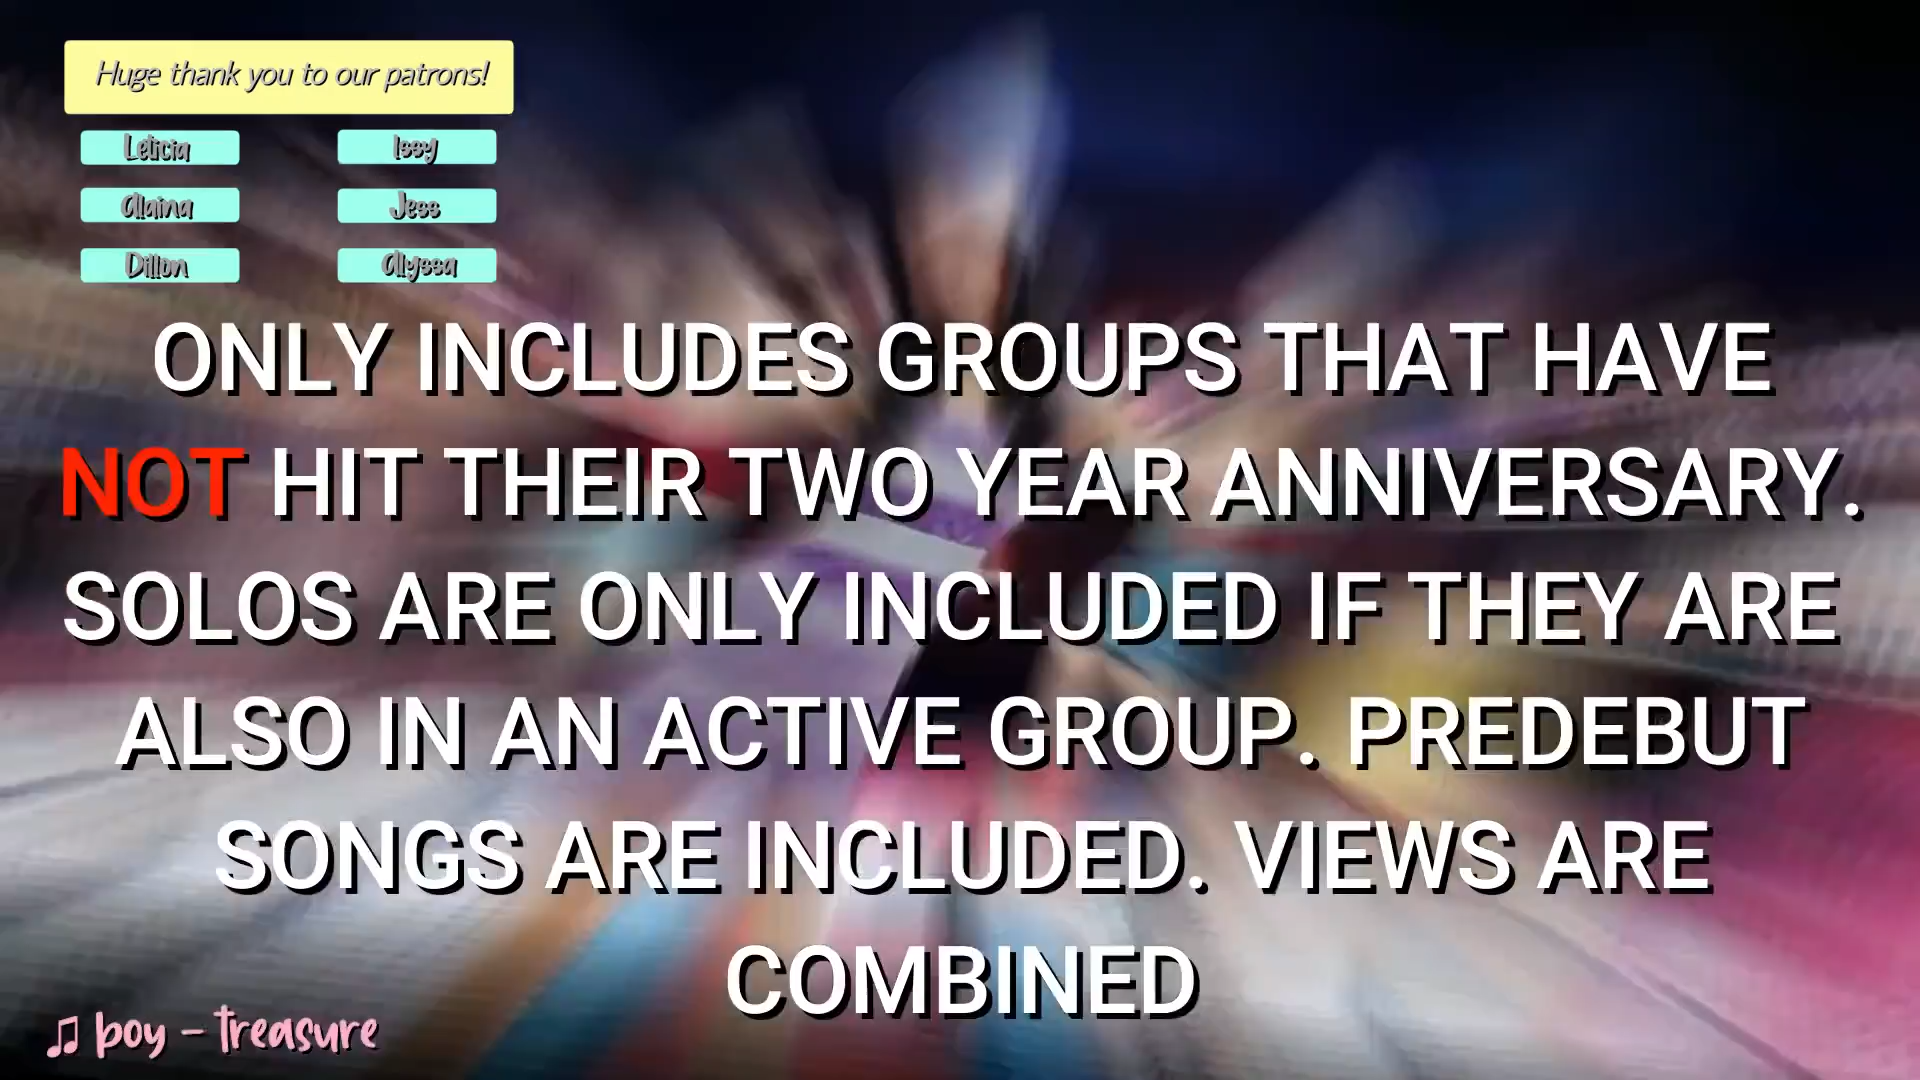 Huge thank you to our patrons!
Leticia
Issy
Alaina
Jess
Dillon
Alyssa
ONLY INCLUDES GROUPS THAT HAVE
NOT HIT THEIR TWO YEAR ANNIVERSARY.
SOLOS ARE ONLY INCLUDED IF THEY ARE
ALSO IN AN ACTIVE GROUP. PREDEBUT
SONGS ARE INCLUDED. VIEWS ARE
COMBINED
♫ boy - treasure